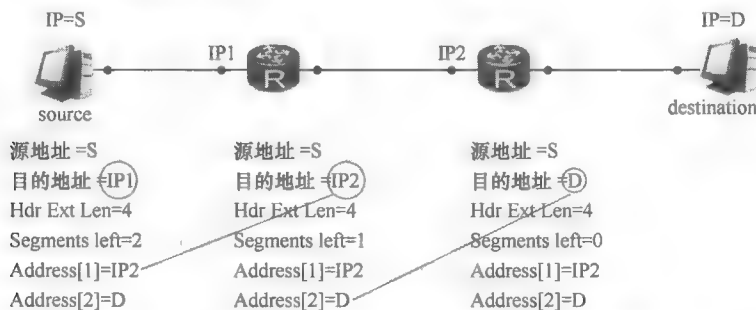 IP=S
IP=D
IP1
IP2
R
R
source
destination
源地址 =S
目的地址 =IP1
Hdr Ext Len=4
Segments left=2
Address[1]=IP2
Address[2]=D
源地址 =S
目的地址 =IP2
Hdr Ext Len=4
Segments left=1
Address[1]=IP2
Address[2]=D
源地址 =S
目的地址 =D
Hdr Ext Len=4
Segments left=0
Address[1]=IP2
Address[2]=D